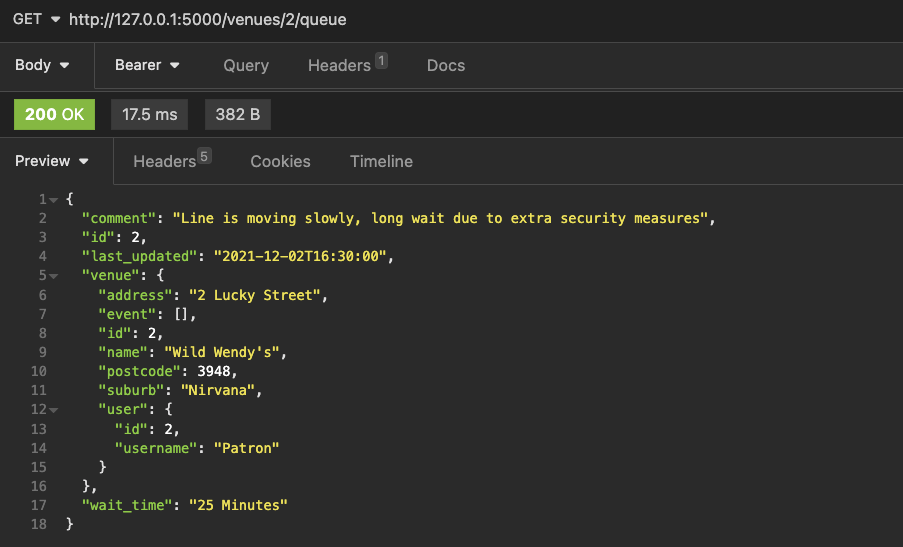 GET http://127.0.0.1:5000/venues/2/queue
Body Bearer Query Headers 1 Docs
200 OK 17.5 ms 382 B
Preview Headers 5 Cookies Timeline
1 {
2 "comment": "Line is moving slowly, long wait due to extra security measures",
3 "id": 2,
4 "last_updated": "2021-12-02T16:30:00",
5 "venue": {
6 "address": "2 Lucky Street",
7 "event": [],
8 "id": 2,
9 "name": "Wild Wendy's",
10 "postcode": 3948,
11 "suburb": "Nirvana",
12 "user": {
13 "id": 2,
14 "username": "Patron"
15 }
16 },
17 "wait_time": "25 Minutes"
18 }